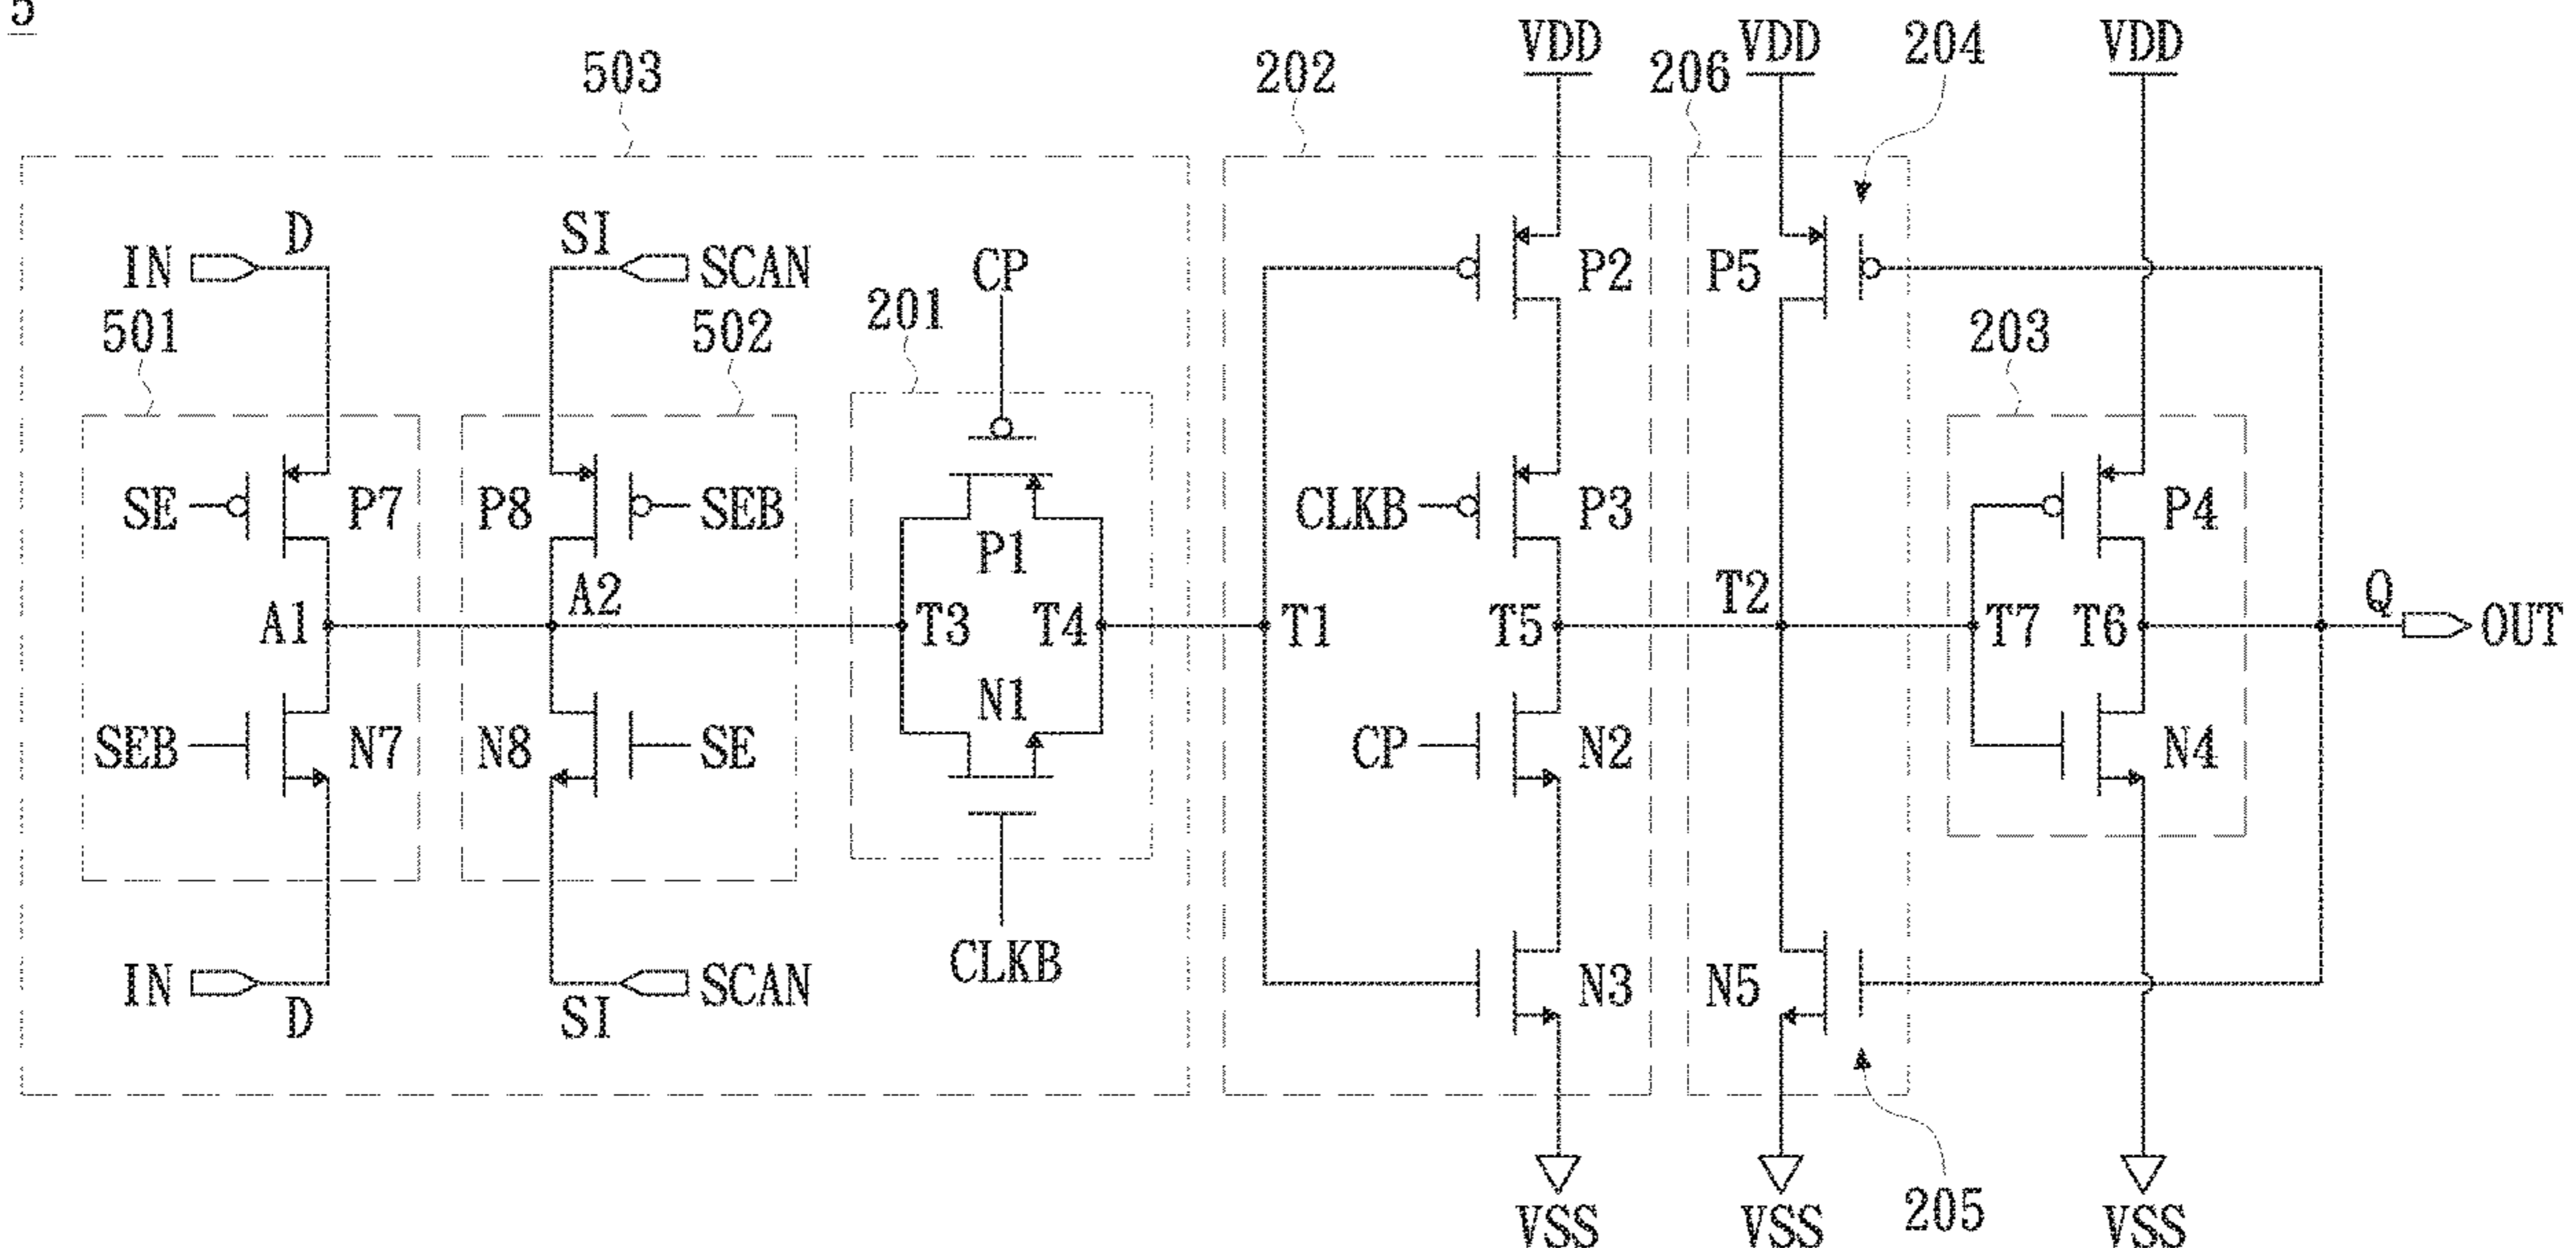 5
503
202
VDD
206
VDD
204
VDD
D
SI
IN
SCAN
CP
P2
P5
501
502
201
203
SE
P7
P8
SEB
CLKB
P3
P4
P1
A1
A2
T3
T4
T1
T5
T2
T7
T6
Q
OUT
N1
SEB
N7
N8
SE
CP
N2
N4
CLKB
IN
SCAN
N3
N5
D
SI
VSS
VSS
205
VSS